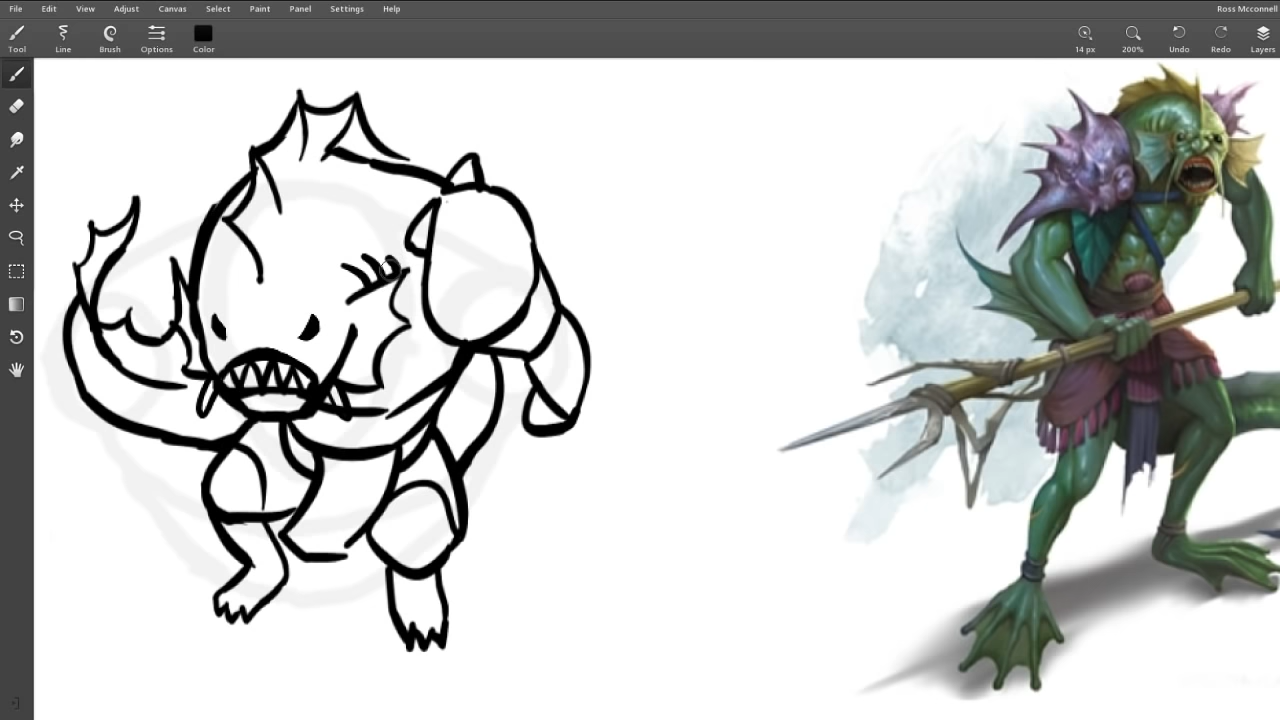 File Edit View Adjust Canvas Select Paint Panel Settings Help Ross Mcconnell
Tool Line Brush Options Color 14 px 200% Undo Redo Layers